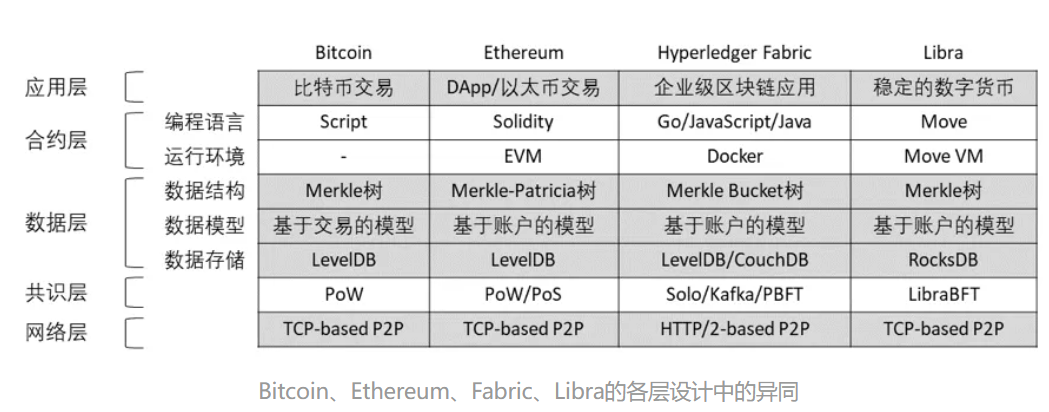 Bitcoin Ethereum Hyperledger Fabric Libra
应用层 比特币交易 DApp/以太币交易 企业级区块链应用 稳定的数字货币
合约层 编程语言 Script Solidity Go/JavaScript/Java Move
运行环境 - EVM Docker Move VM
数据层 数据结构 Merkle树 Merkle-Patricia树 Merkle Bucket树 Merkle树
数据模型 基于交易的模型 基于账户的模型 基于账户的模型 基于账户的模型
数据存储 LevelDB LevelDB LevelDB/CouchDB RocksDB
共识层 PoW PoW/PoS Solo/Kafka/PBFT LibraBFT
网络层 TCP-based P2P TCP-based P2P HTTP/2-based P2P TCP-based P2P
Bitcoin、Ethereum、Fabric、Libra的各层设计中的异同